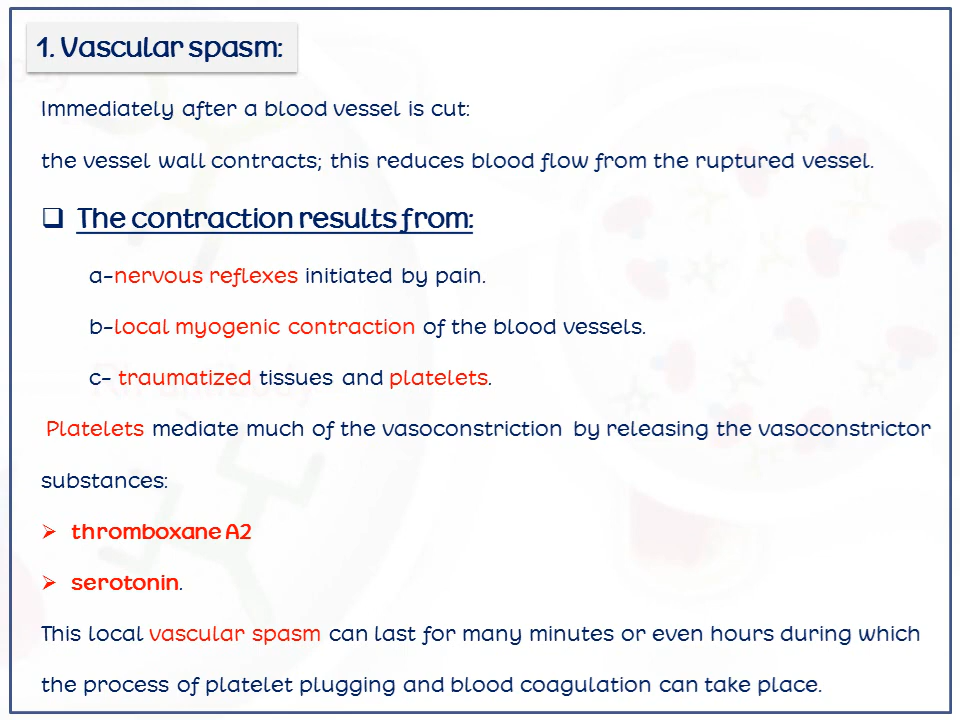 1. Vascular spasm:
Immediately after a blood vessel is cut:
the vessel wall contracts; this reduces blood flow from the ruptured vessel.
❑ The contraction results from:
a-nervous reflexes initiated by pain.
b-local myogenic contraction of the blood vessels.
c- traumatized tissues and platelets.
Platelets mediate much of the vasoconstriction by releasing the vasoconstrictor
substances:
➢ thromboxane A2
➢ serotonin.
This local vascular spasm can last for many minutes or even hours during which
the process of platelet plugging and blood coagulation can take place.